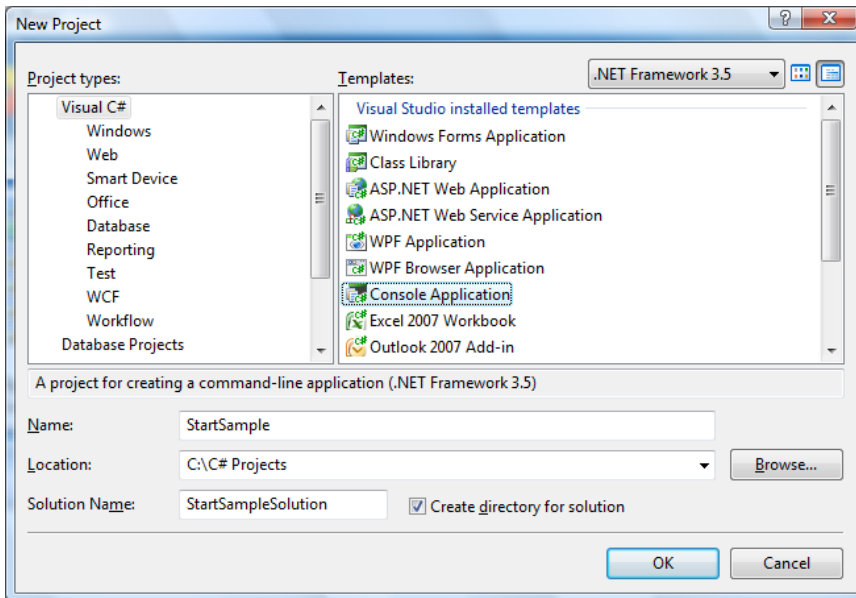 New Project
Project types:
Templates:
.NET Framework 3.5
Visual C#
Windows
Web
Smart Device
Office
Database
Reporting
Test
WCF
Workflow
Database Projects
Visual Studio installed templates
Windows Forms Application
Class Library
ASP.NET Web Application
ASP.NET Web Service Application
WPF Application
WPF Browser Application
Console Application
Excel 2007 Workbook
Outlook 2007 Add-in
A project for creating a command-line application (.NET Framework 3.5)
Name:
StartSample
Location:
C:\C# Projects
Browse...
Solution Name:
StartSampleSolution
Create directory for solution
OK
Cancel